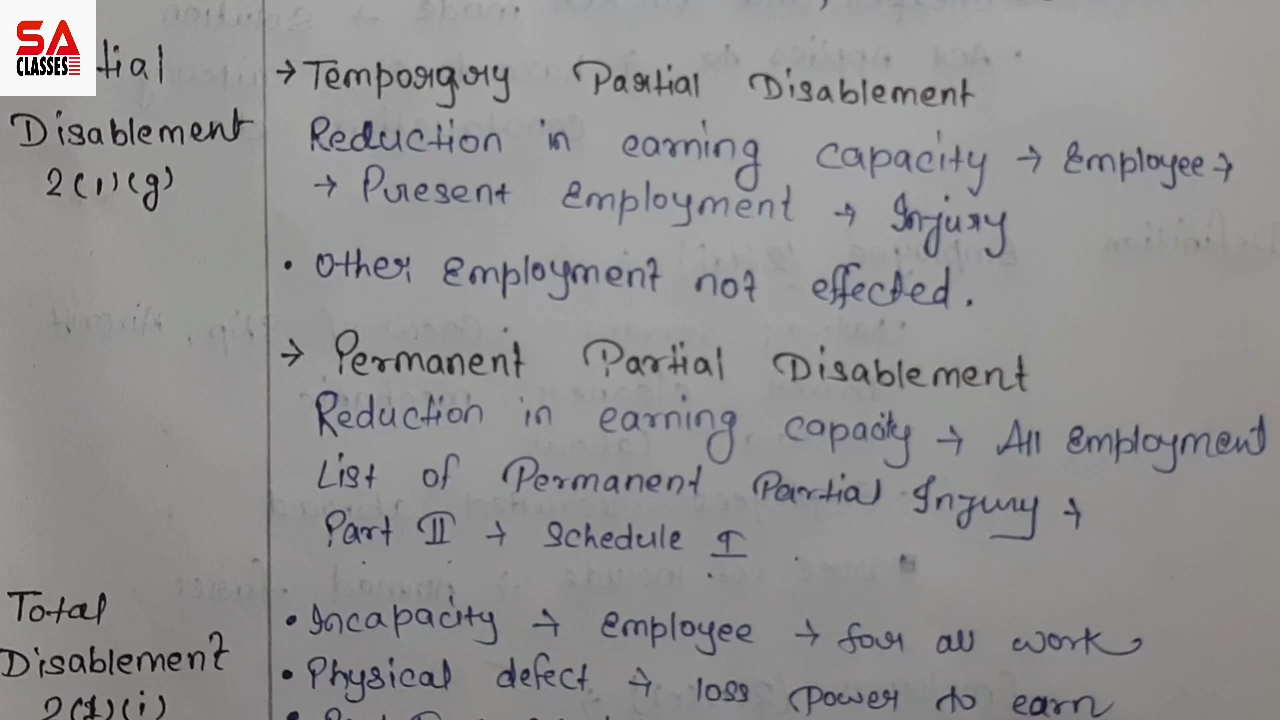 SA
CLASSES
tial
Disablement
2(1)(g)
→ Temporary Partial Disablement
Reduction in earning capacity → Employee →
→ Present Employment → Injury
• Other Employment not effected.
→ Permanent Partial Disablement
Reduction in earning capacity → All Employment
List of Permanent Partial Injury →
Part II → Schedule I
Total
Disablement
2(1)(i)
• Incapacity → employee → for all work
• Physical defect → loss power to earn